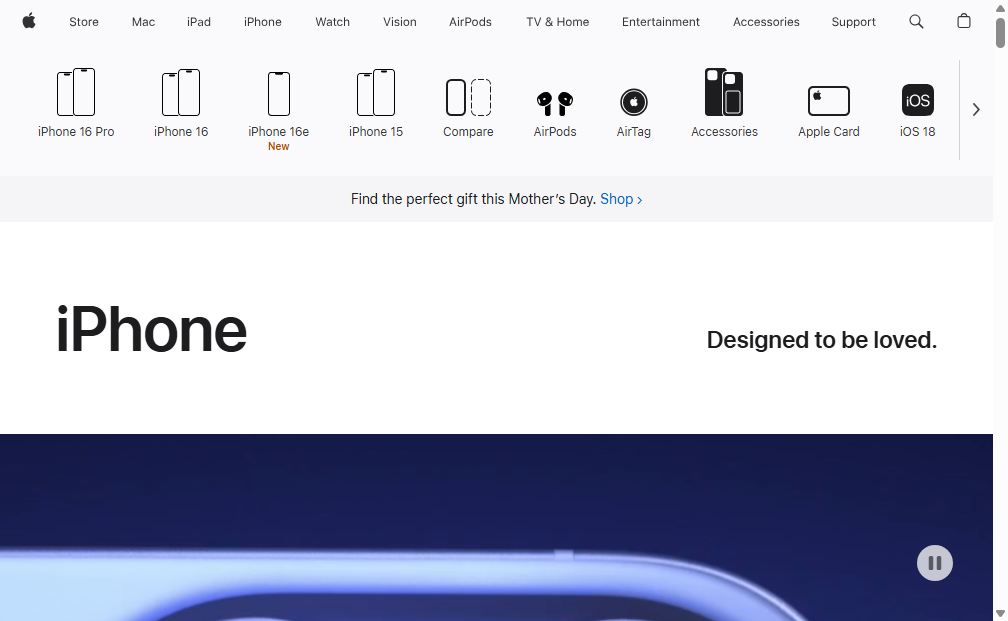 Store Mac iPad iPhone Watch Vision AirPods TV & Home Entertainment Accessories Support
iPhone 16 Pro iPhone 16 iPhone 16e iPhone 15 Compare AirPods AirTag Accessories Apple Card iOS iOS 18
New
Find the perfect gift this Mother's Day. Shop >
iPhone
Designed to be loved.